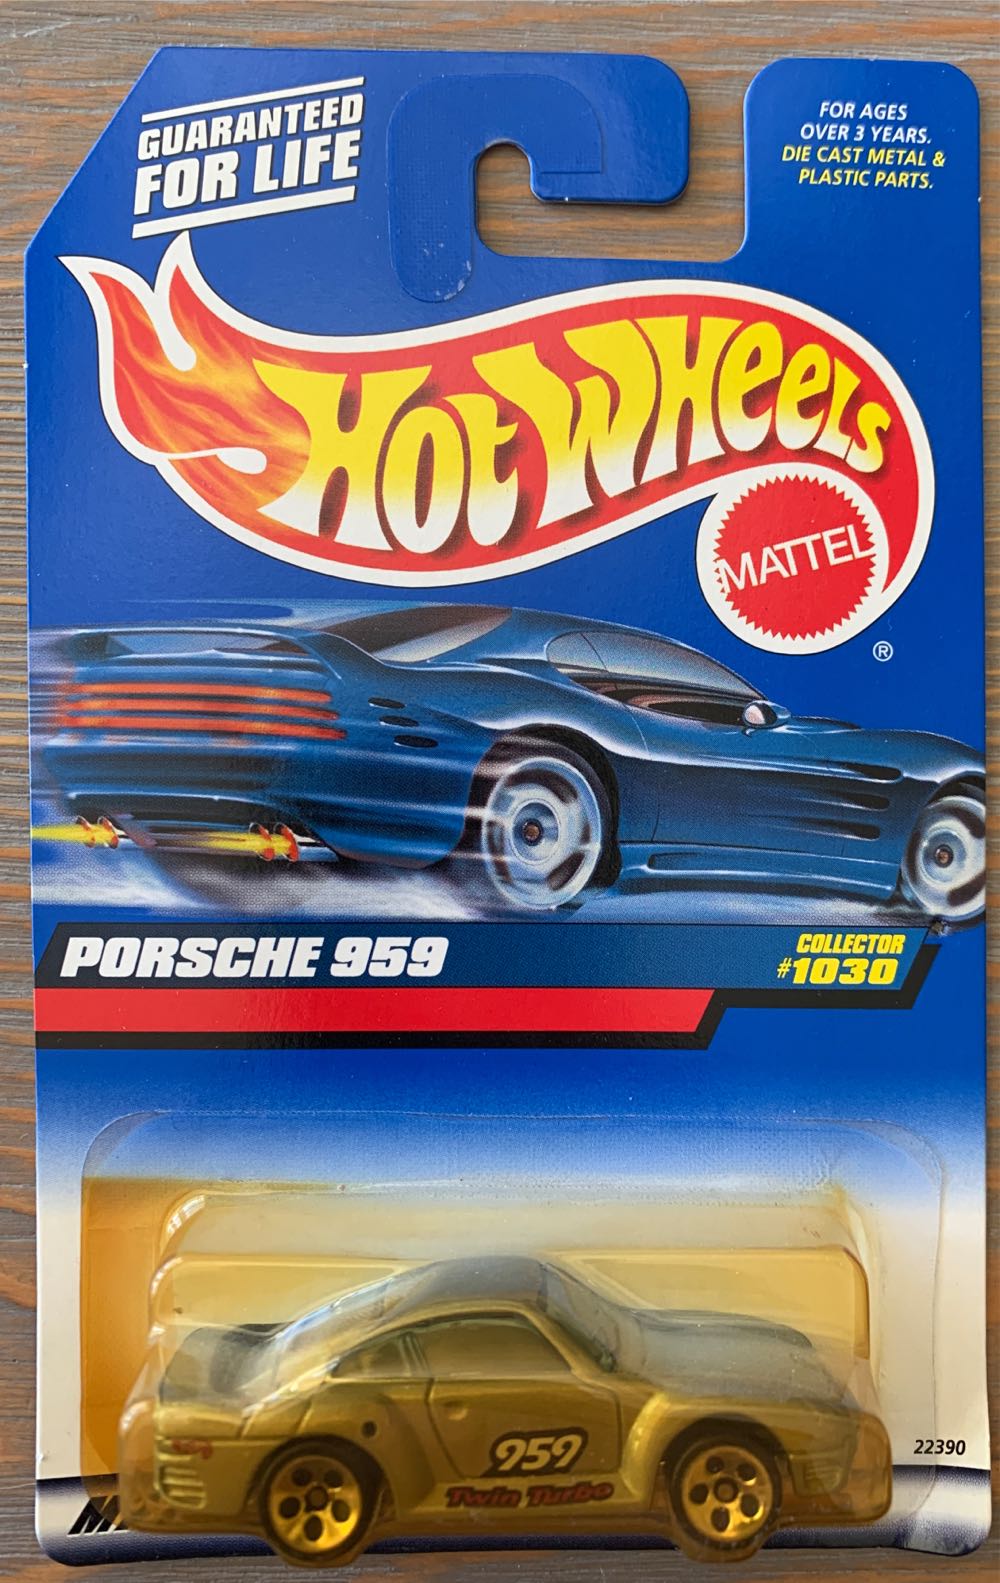 GUARANTEED
FOR LIFE
FOR AGES
OVER 3 YEARS.
DIE CAST METAL &
PLASTIC PARTS.
HOT WHEELS
MATTEL
®
PORSCHE 959
COLLECTOR
#1030
959
Twin Turbo
22390